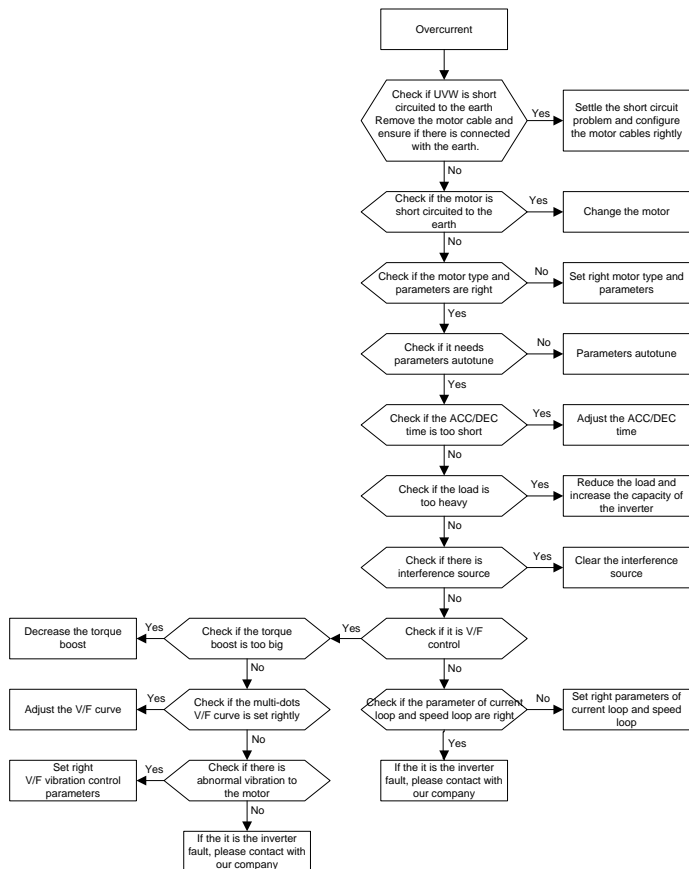 Overcurrent
Check if UVW is short
circuited to the earth
Remove the motor cable and
ensure if there is connected
with the earth.
Yes
Settle the short circuit
problem and configure
the motor cables rightly
No
Check if the motor is
short circuited to the
earth
Yes
Change the motor
No
Check if the motor type and
parameters are right
No
Set right motor type and
parameters
Yes
Check if it needs
parameters autotune
No
Parameters autotune
Yes
Check if the ACC/DEC
time is too short
Yes
Adjust the ACC/DEC
time
No
Check if the load is
too heavy
Yes
Reduce the load and
increase the capacity of
the inverter
No
Check if there is
interference source
Yes
Clear the interference
source
No
Decrease the torque
boost
Yes
Check if the torque
boost is too big
Yes
Check if it is V/F
control
No
No
Adjust the V/F curve
Yes
Check if the multi-dots
V/F curve is set rightly
Check if the parameter of current
loop and speed loop are right
No
Set right parameters of
current loop and speed
loop
No
Yes
Set right
V/F vibration control
parameters
Yes
Check if there is
abnormal vibration to
the motor
If the it is the inverter
fault, please contact with
our company
No
If the it is the inverter
fault, please contact with
our company